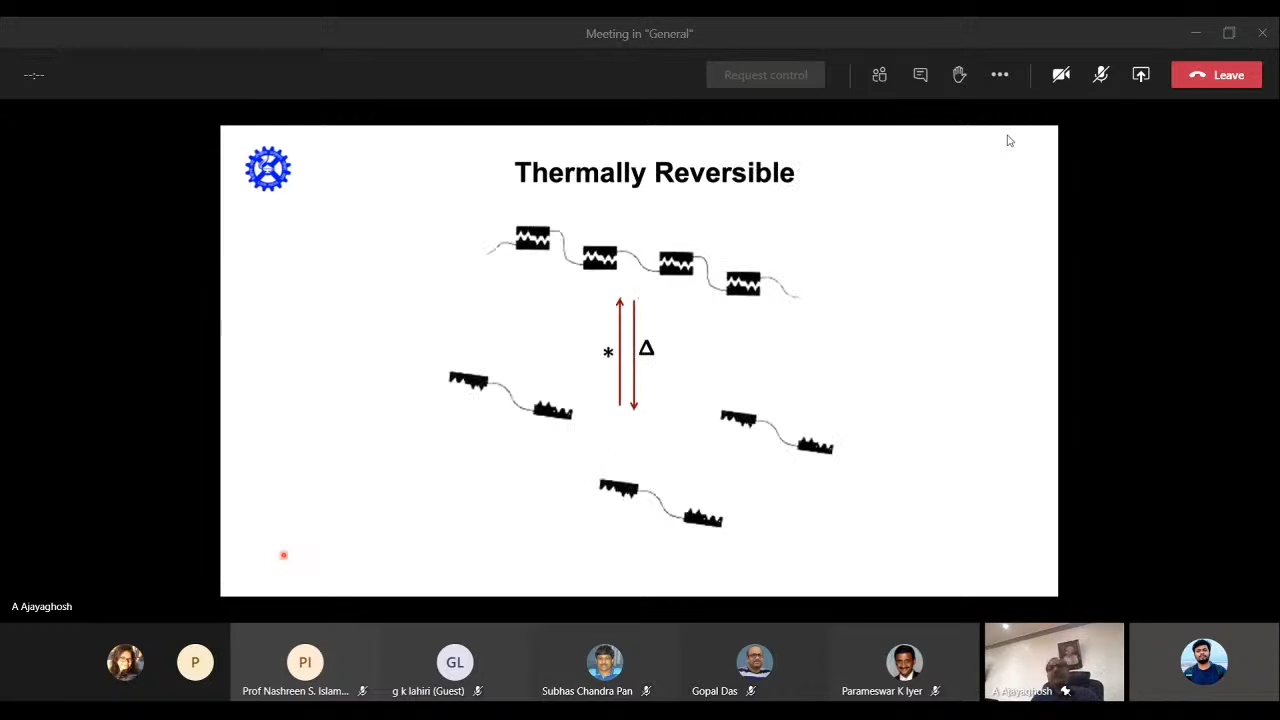 Meeting in "General"
--:--
Request control
Leave
Thermally Reversible
* Δ
A Ajayaghosh
P
PI
GL
Prof Nashreen S. Islam...
g k lahiri (Guest)
Subhas Chandra Pan
Gopal Das
Parameswar K Iyer
A Ajayaghosh